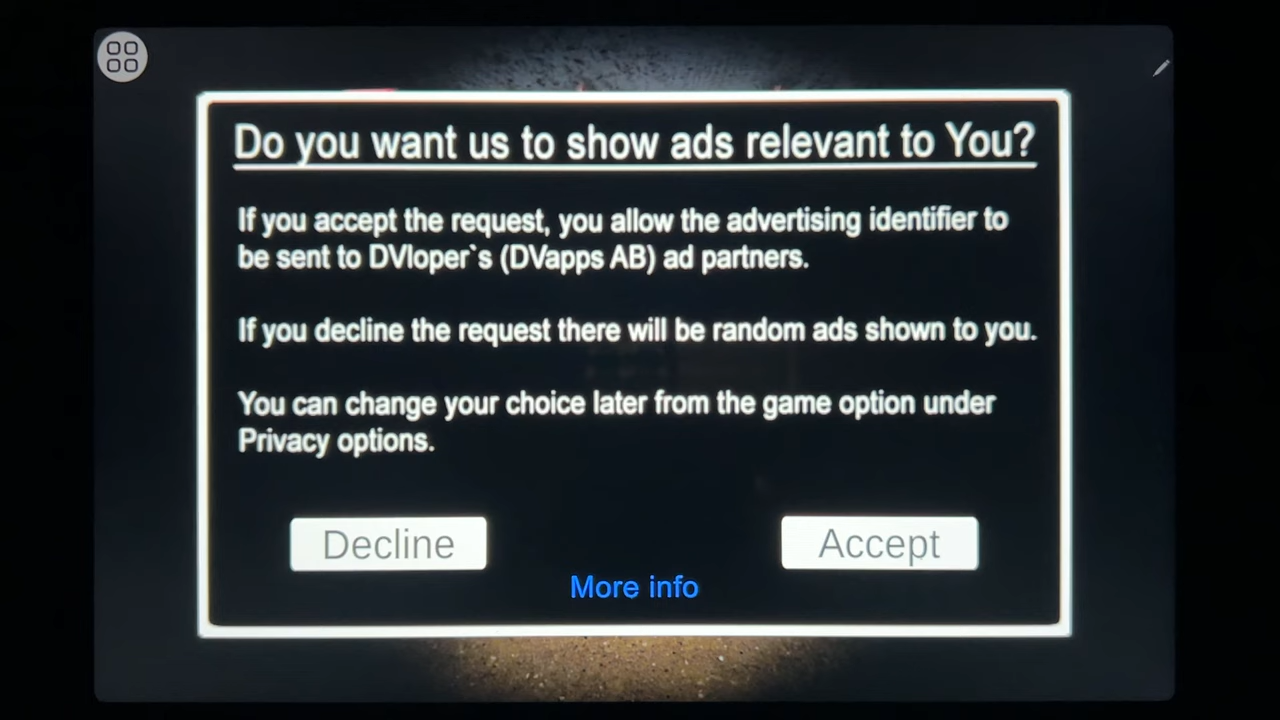 Do you want us to show ads relevant to You?
If you accept the request, you allow the advertising identifier to
be sent to DVloper`s (DVapps AB) ad partners.
If you decline the request there will be random ads shown to you.
You can change your choice later from the game option under
Privacy options.
Decline
Accept
More info